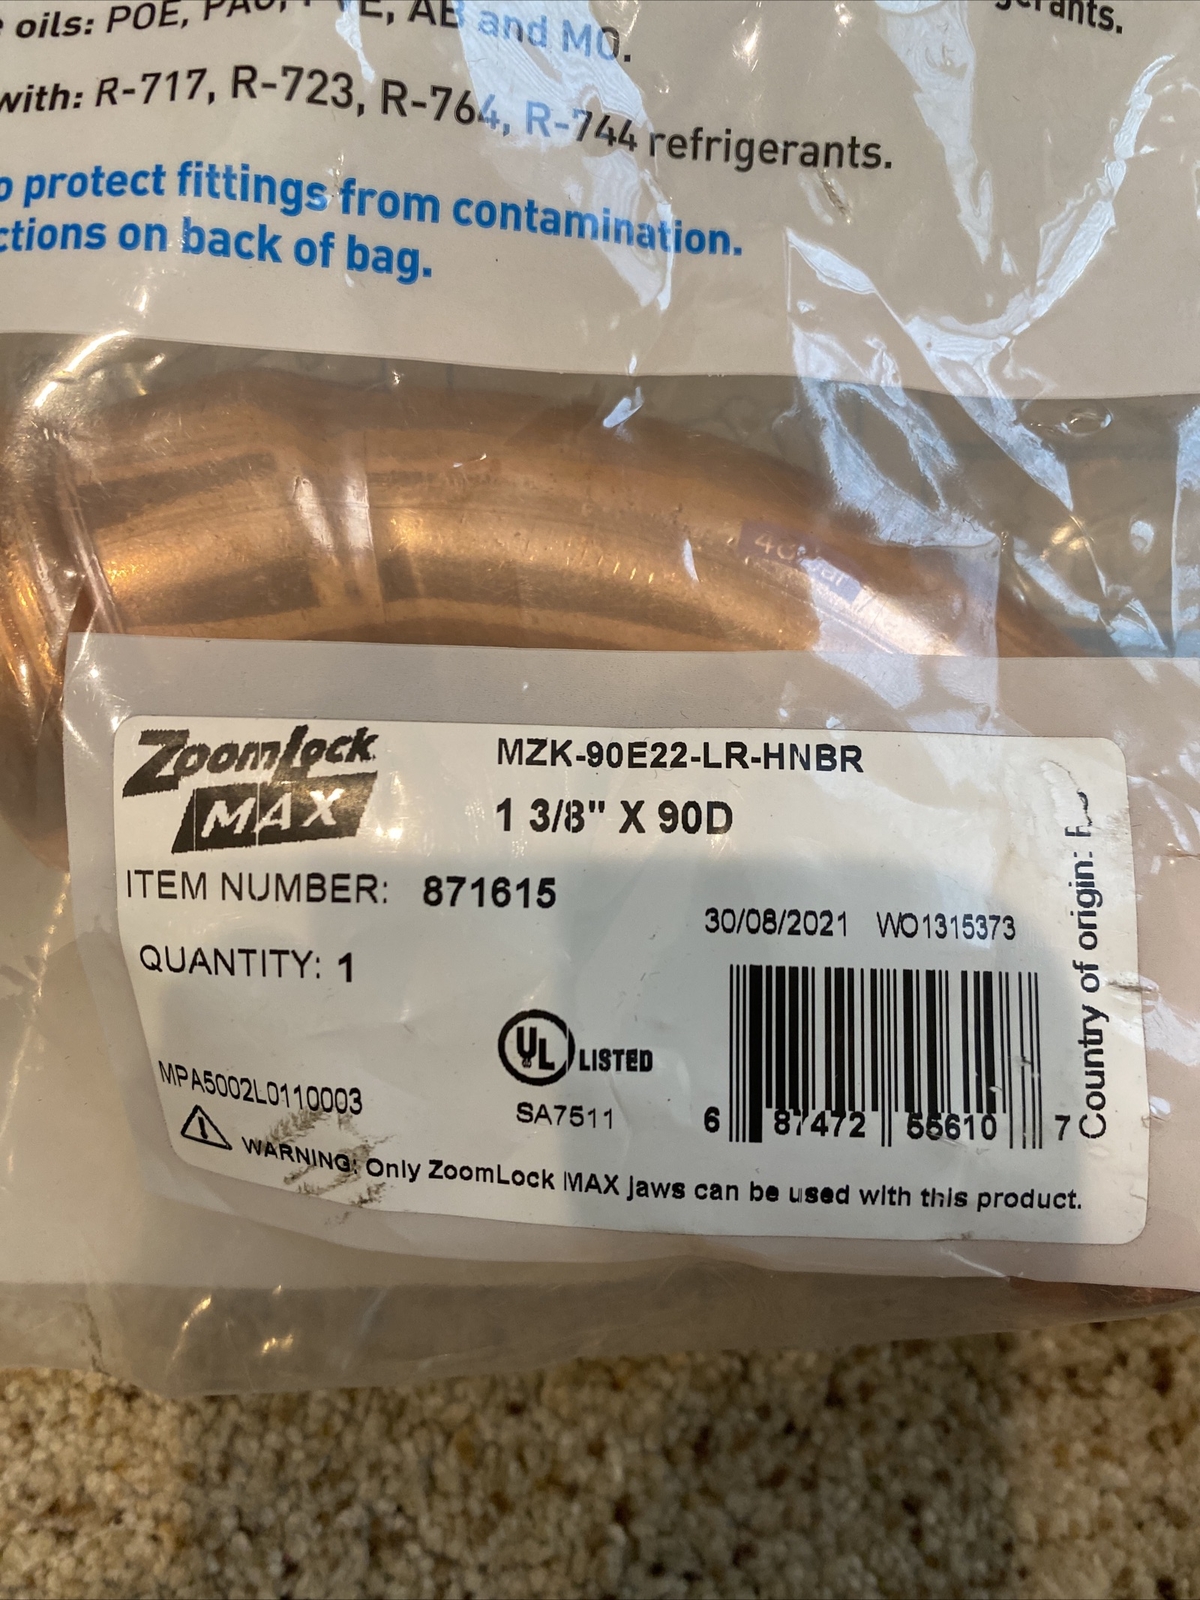 oils: POE, PAO, AB and MO.
with: R-717, R-723, R-764, R-744 refrigerants.
protect fittings from contamination.
on back of bag.
ZoomLock
MAX
MZK-90E22-LR-HNBR
1 3/8" X 90D
ITEM NUMBER: 871615
QUANTITY: 1
30/08/2021 WO1315373
Country of origin:
UL LISTED
SA7511
MPA5002L0110003
6 87472 55610 7
WARNING: Only ZoomLock MAX Jaws can be used with this product.